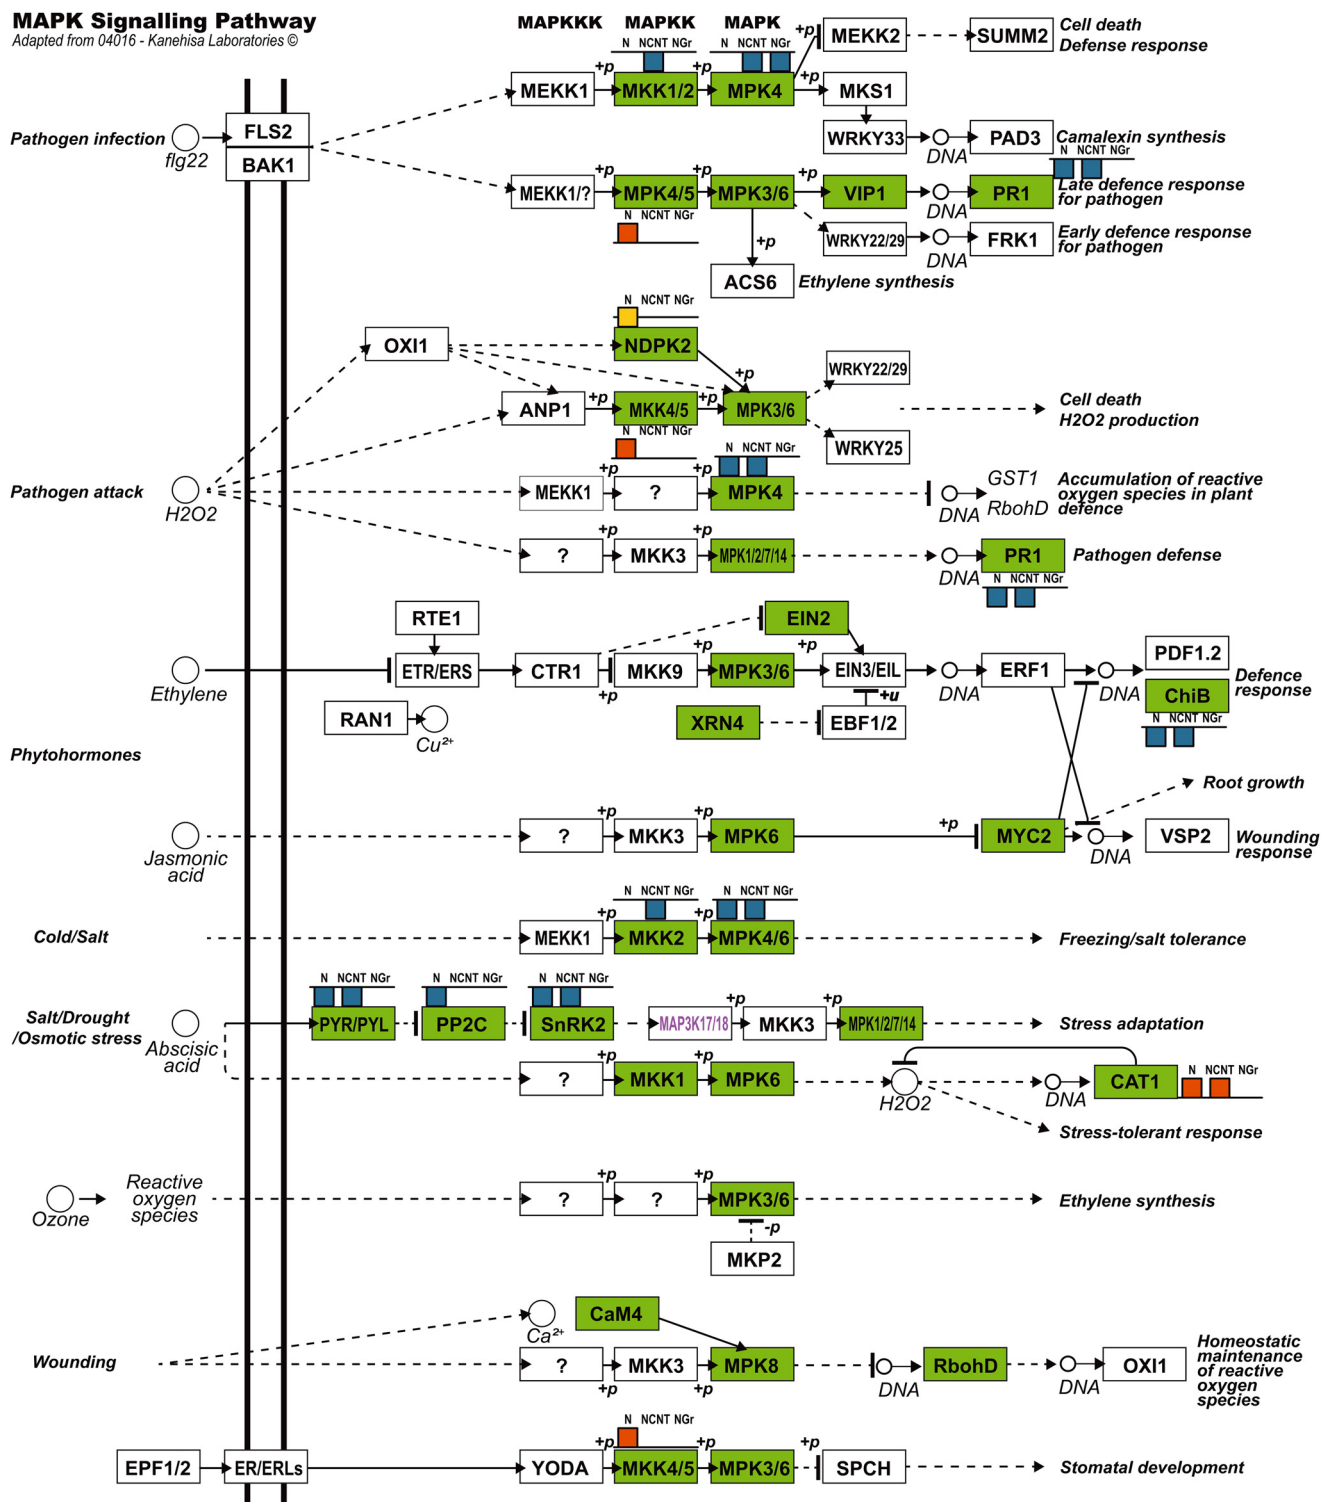 MAPK Signalling Pathway
Adapted from 04016 - Kanehisa Laboratories ©
MAPKKK MAPKK MAPK
N NCNT NGr N NCNT NGr
+p MEKK2 SUMM2 Cell death
Defense response
MEKK1 +p MKK1/2 +p MPK4 +p MKS1
Pathogen infection flg22 FLS2
BAK1
WRKY33 DNA PAD3 Camalexin synthesis
N NCNT NGr
MEKK1/? +p MPK4/5 +p MPK3/6 +p VIP1 DNA PR1 Late defence response
for pathogen
N NCNT NGr
WRKY22/29 DNA FRK1 Early defence response
for pathogen
+p
ACS6 Ethylene synthesis
N NCNT NGr
OXI1 NDPK2 +p WRKY22/29
ANP1 +p MKK4/5 +p MPK3/6 Cell death
H2O2 production
N NCNT NGr
WRKY25
N NCNT NGr
Pathogen attack H2O2 MEKK1 +p ? +p MPK4 DNA GST1
RbohD
Accumulation of reactive
oxygen species in plant
defence
? +p MKK3 +p MPK1/2/7/14 DNA PR1 Pathogen defense
N NCNT NGr
RTE1 EIN2
Ethylene ETR/ERS CTR1 +p MKK9 MPK3/6 +p EIN3/EIL DNA ERF1 DNA PDF1.2
Defence
response
ChiB
N NCNT NGr
RAN1 Cu²⁺ XRN4 EBF1/2 +u
Phytohormones
Root growth
Jasmonic
acid
? +p MKK3 +p MPK6 +p MYC2 DNA VSP2 Wounding
response
N NCNT NGr N NCNT NGr
Cold/Salt MEKK1 +p MKK2 +p MPK4/6 Freezing/salt tolerance
N NCNT NGr N NCNT NGr N NCNT NGr
Salt/Drought
/Osmotic stress
Abscisic
acid
PYR/PYL PP2C SnRK2 MAP3K17/18 +p MKK3 +p MPK1/2/7/14 Stress adaptation
? +p MKK1 +p MPK6 H2O2 DNA CAT1 N NCNT NGr
Stress-tolerant response
Ozone Reactive
oxygen
species
? +p ? +p MPK3/6 Ethylene synthesis
-p
MKP2
Ca²⁺ CaM4
Wounding ? +p MKK3 +p MPK8 DNA RbohD DNA OXI1
Homeostatic
maintenance
of reactive
oxygen
species
N NCNT NGr
EPF1/2 ER/ERLs YODA +p MKK4/5 +p MPK3/6 +p SPCH Stomatal development